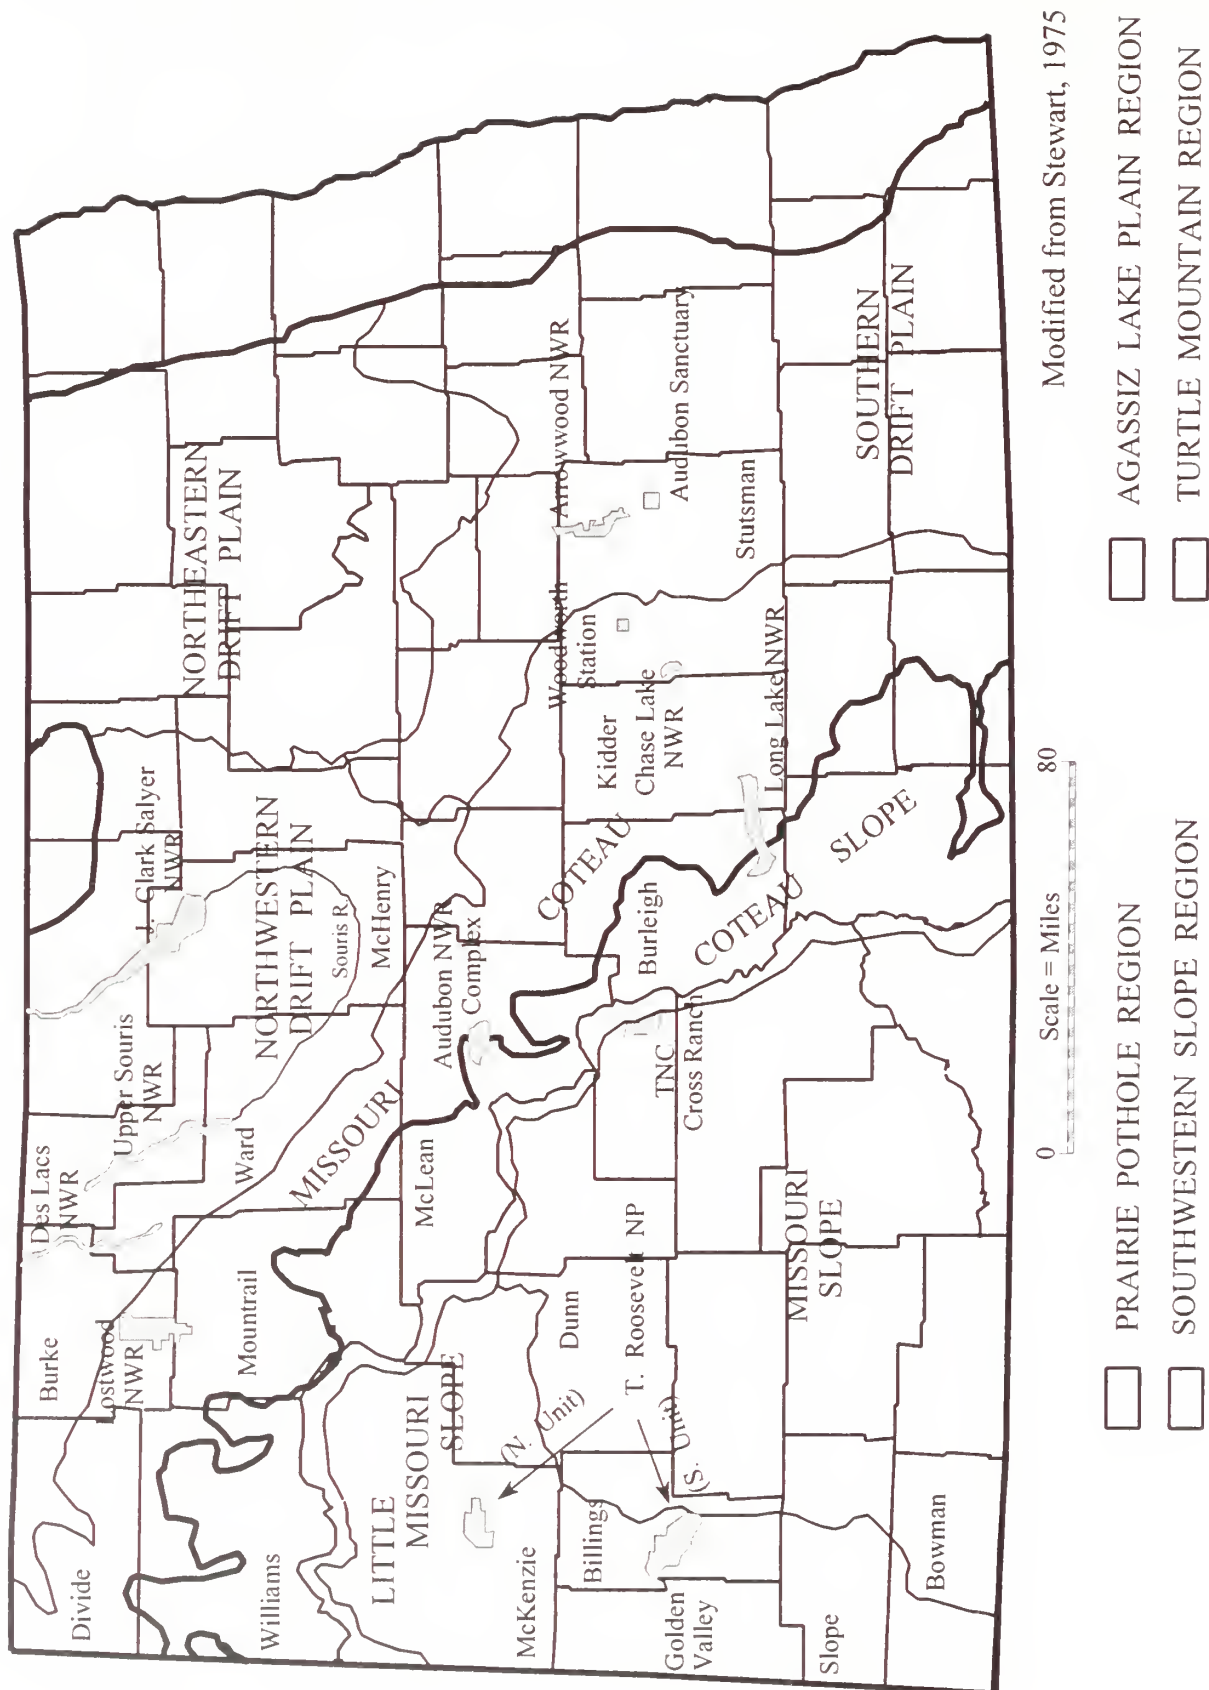 Divide
Burke
Des Lacs
NWR
Upper Souris
NWR
J. Clark Salyer
NWR
NORTHEASTERN
DRIFT PLAIN
Lostwood
NWR
Williams
Mountrail
Ward
NORTHWESTERN
DRIFT PLAIN
Souris R.
McHenry
MISSOURI
COTEAU
LITTLE
MISSOURI
SLOPE
McLean
Audubon NWR
Complex
McKenzie
(N. Unit)
Dunn
Woodworth
Station
Arrowwood NWR
Billings
T. Roosevelt NP
(S. Unit)
TNC
Cross Ranch
Burleigh
Kidder
Chase Lake
NWR
Audubon Sanctuary
Stutsman
Golden
Valley
COTEAU
SLOPE
Long Lake NWR
Slope
MISSOURI
SLOPE
SOUTHERN
DRIFT PLAIN
Bowman
0
Scale = Miles
80
Modified from Stewart, 1975
PRAIRIE POTHOLE REGION
AGASSIZ LAKE PLAIN REGION
SOUTHWESTERN SLOPE REGION
TURTLE MOUNTAIN REGION